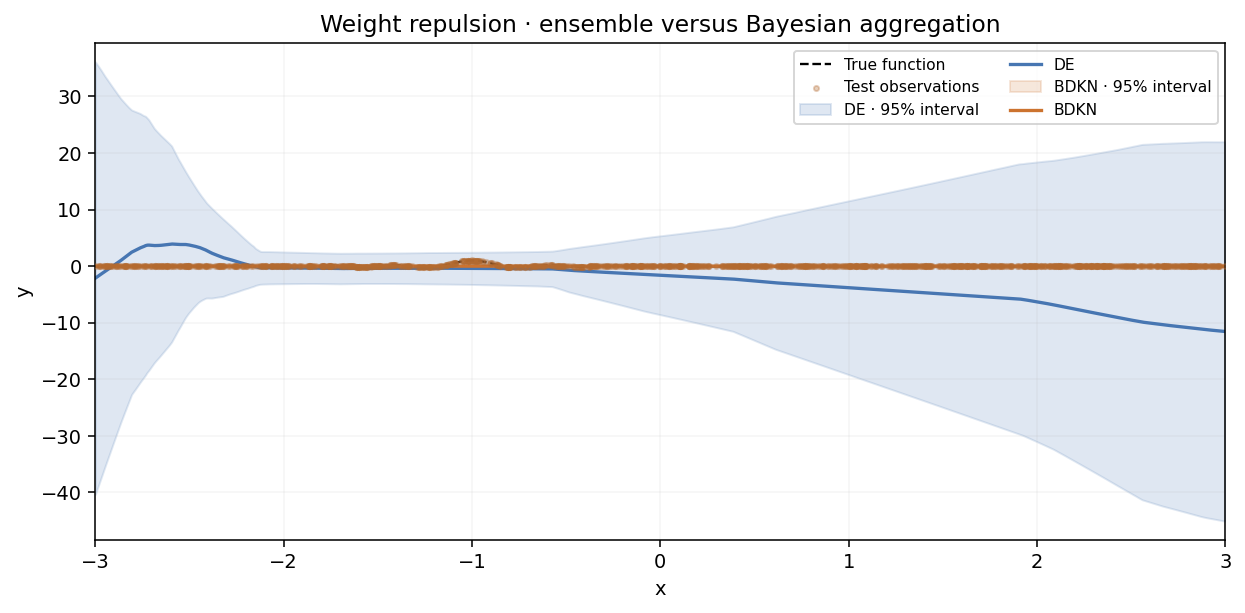 Weight repulsion · ensemble versus Bayesian aggregation
True function
Test observations
DE · 95% interval
DE
BDKN · 95% interval
BDKN
y
30
20
10
0
−10
−20
−30
−40
−3
−2
−1
0
1
2
3
x